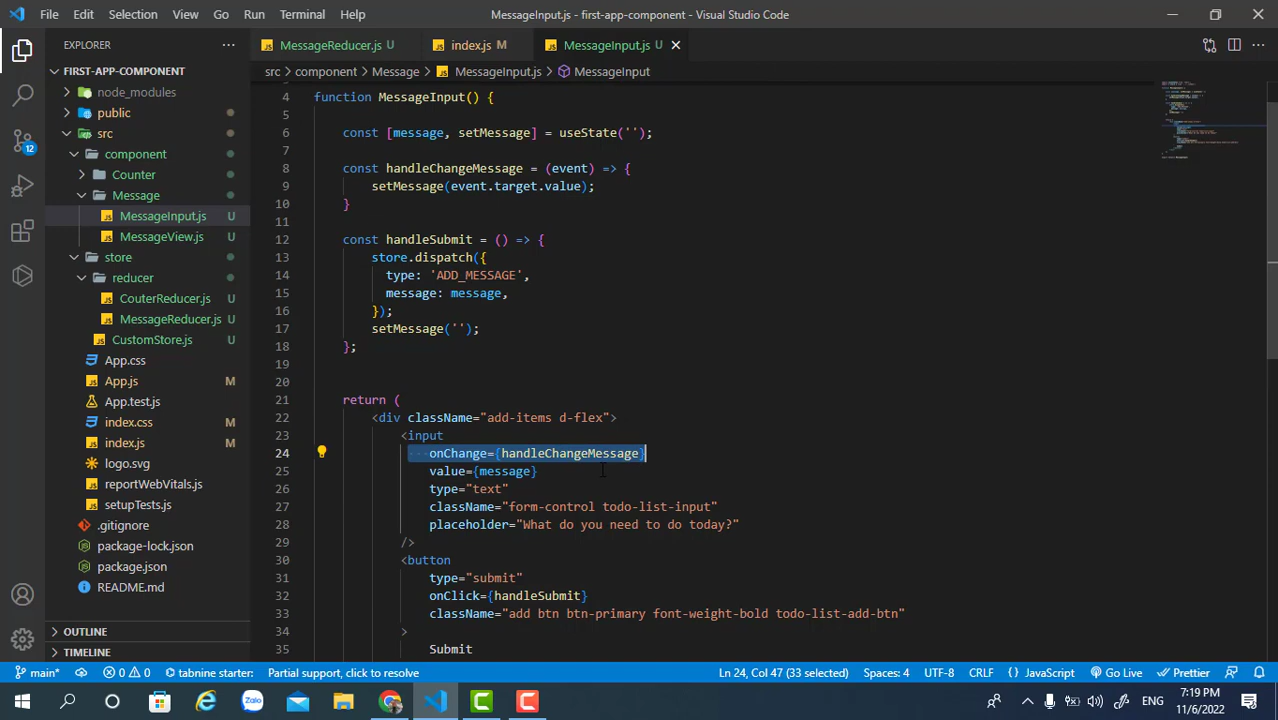 File Edit Selection View Go Run Terminal Help MessageInput.js - first-app-component - Visual Studio Code
EXPLORER
FIRST-APP-COMPONENT
node_modules
public
src
component
Counter
Message
MessageInput.js U
MessageView.js U
store
reducer
CouterReducer.js U
MessageReducer.js U
CustomStore.js U
App.css
App.js M
App.test.js
index.css M
index.js M
logo.svg
reportWebVitals.js
setupTests.js
.gitignore
package-lock.json
package.json
README.md
OUTLINE
TIMELINE
12
MessageReducer.js U index.js M MessageInput.js U
src > component > Message > MessageInput.js > MessageInput
4 function MessageInput() {
5
6 const [message, setMessage] = useState('');
7
8 const handleChangeMessage = (event) => {
9 setMessage(event.target.value);
10 }
11
12 const handleSubmit = () => {
13 store.dispatch({
14 type: 'ADD_MESSAGE',
15 message: message,
16 });
17 setMessage('');
18 };
19
20
21 return (
22 <div className="add-items d-flex">
23 <input
24 onChange={handleChangeMessage}
25 value={message}
26 type="text"
27 className="form-control todo-list-input"
28 placeholder="What do you need to do today?"
29 />
30 <button
31 type="submit"
32 onClick={handleSubmit}
33 className="add btn btn-primary font-weight-bold todo-list-add-btn"
34 >
35 Submit
main* 0 0 tabnine starter: Partial support, click to resolve Ln 24, Col 47 (33 selected) Spaces: 4 UTF-8 CRLF JavaScript Go Live Prettier
Zalo ENG 7:19 PM
11/6/2022